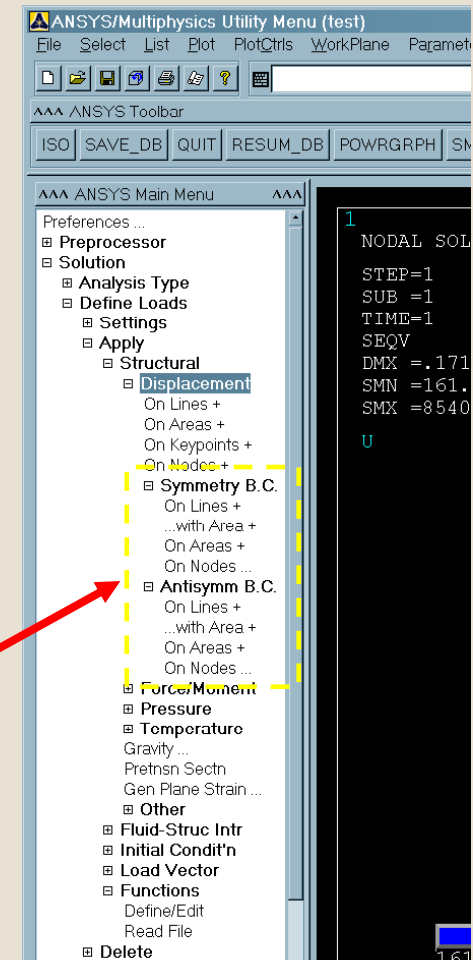 ANSYS/Multiphysics Utility Menu (test)
File Select List Plot PlotCtrls WorkPlane
ANSYS Toolbar
ISO SAVE_DB QUIT RESUM_DB POWRGRPH
ANSYS Main Menu
Preferences ...
Preprocessor
Solution
Analysis Type
Define Loads
Settings
Apply
Structural
Displacement
On Lines +
On Areas +
On Keypoints +
On Nodes +
Symmetry B.C.
On Lines +
...with Area +
On Areas +
On Nodes ...
Antisymm B.C.
On Lines +
...with Area +
On Areas +
On Nodes ...
Force/Moment
Pressure
Temperature
Gravity ...
Pretnsn Sectn
Gen Plane Strain ...
Other
Fluid-Struc Intr
Initial Condit'n
Load Vector
Functions
Define/Edit
Read File
Delete
1
NODAL SOL
STEP=1
SUB =1
TIME=1
SEQV
DMX =.171
SMN =161.
SMX =8540
U
161